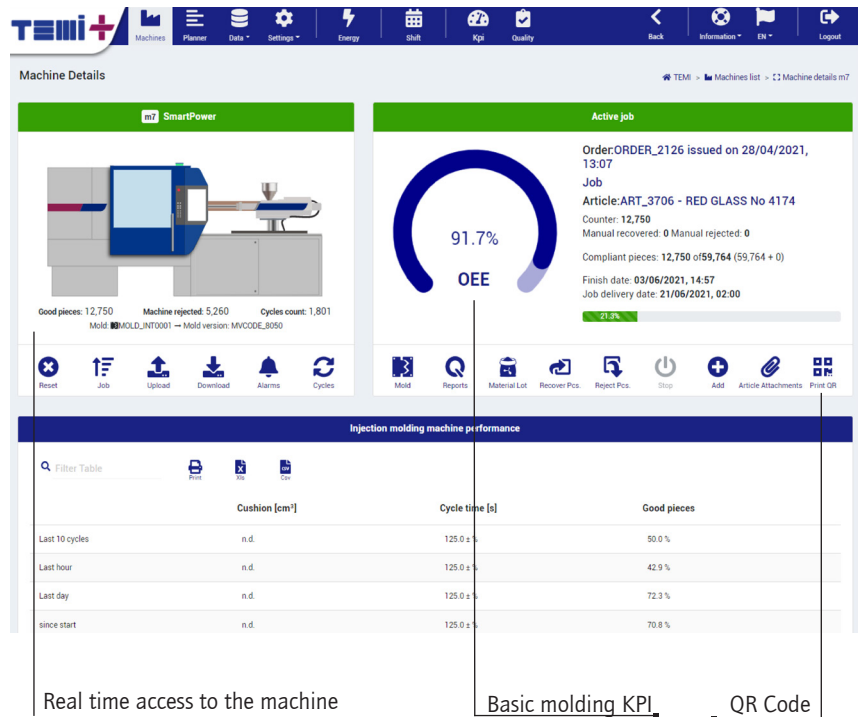 TEMI+
Machines
Planner
Data
Settings
Energy
Shift
Kpi
Quality
Back
Information
EN
Logout
Machine Details
TEMI > Machines list > Machine details m7
m7 SmartPower
Good pieces: 12,750 Machine rejected: 5,260 Cycles count: 1,801
Mold: MOLD_INT0001 → Mold version: MVCODE_8050
Reset
Job
Upload
Download
Alarms
Cycles
Active job
91.7%
OEE
Order:ORDER_2126 issued on 28/04/2021,
13:07
Job
Article:ART_3706 - RED GLASS No 4174
Counter: 12,750
Manual recovered: 0 Manual rejected: 0
Compliant pieces: 12,750 of59,764 (59,764 + 0)
Finish date: 03/06/2021, 14:57
Job delivery date: 21/06/2021, 02:00
21.3%
Mold
Reports
Material Lot
Recover Pcs.
Reject Pcs.
Stop
Add
Article Attachments
Print QR
Injection molding machine performance
Filter Table
Print
Xls
Csv
Cushion [cm³] Cycle time [s] Good pieces
Last 10 cycles n.d. 125.0 ± % 50.0 %
Last hour n.d. 125.0 ± % 42.9 %
Last day n.d. 125.0 ± % 72.3 %
since start n.d. 125.0 ± % 70.8 %
Real time access to the machine
Basic molding KPI
QR Code